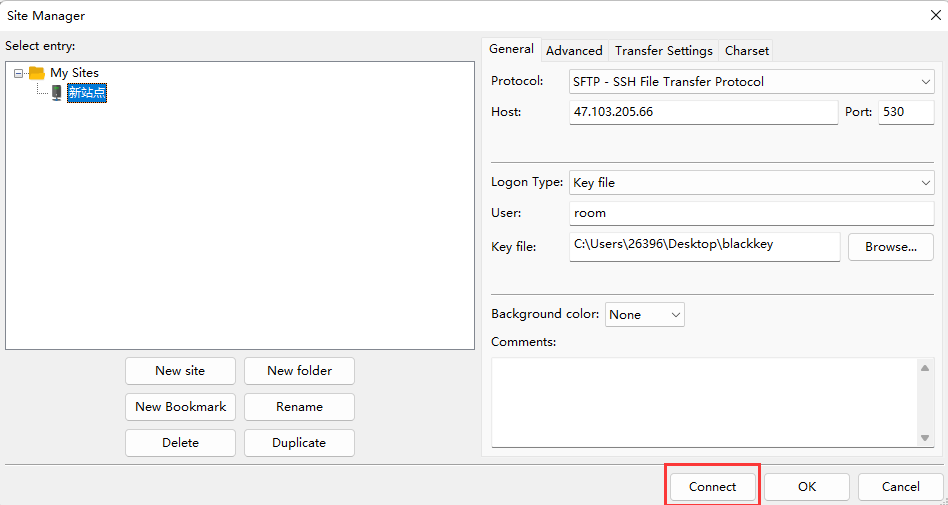 Site Manager
Select entry:
My Sites
新站点
New site
New folder
New Bookmark
Rename
Delete
Duplicate
General
Advanced
Transfer Settings
Charset
Protocol:
SFTP - SSH File Transfer Protocol
Host:
47.103.205.66
Port:
530
Logon Type:
Key file
User:
room
Key file:
C:\Users\26396\Desktop\blackkey
Browse...
Background color:
None
Comments:
Connect
OK
Cancel